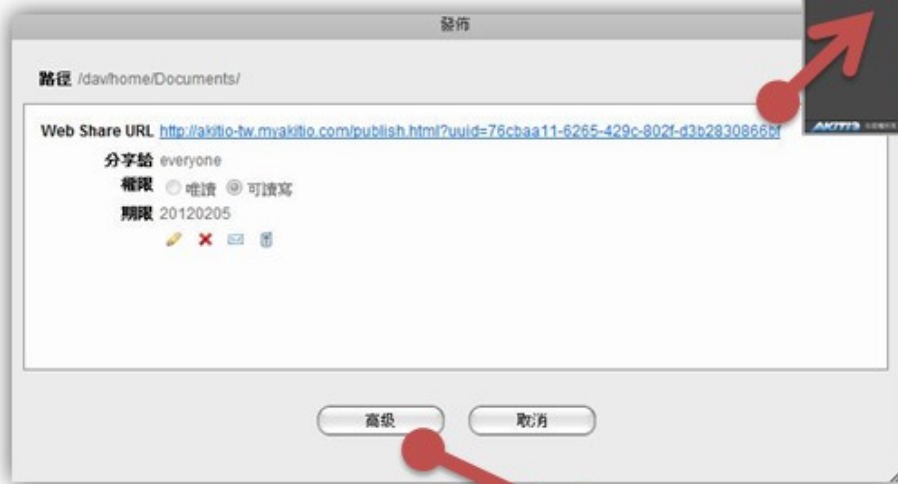 發佈
路徑 /dav/home/Documents/
Web Share URL http://akitio-tw.myakitio.com/publish.html?uuid=76cbaa11-6265-429c-802f-d3b2830866bf
分享給 everyone
權限 唯讀 可讀寫
期限 20120205
高级 取消
AKiTiO